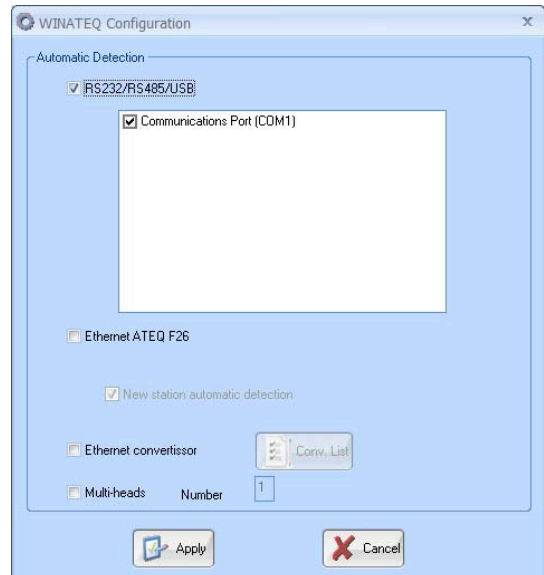 WINATEQ Configuration
Automatic Detection
RS232/RS485/USB
Communications Port (COM1)
Ethernet ATEQ F26
New station automatic detection
Ethernet convertissor Conv. List
Multi-heads Number 1
Apply Cancel